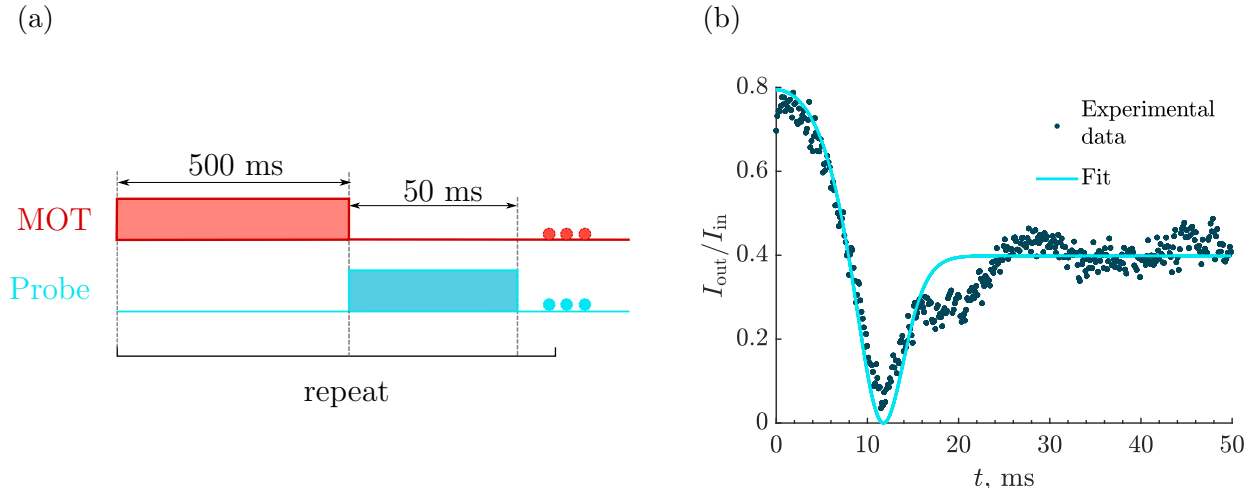 (a)
500 ms
50 ms
MOT
Probe
repeat
(b)
0.8
0.6
0.4
0.2
0
0 10 20 30 40 50
I_out/I_in
t, ms
Experimental
data
Fit